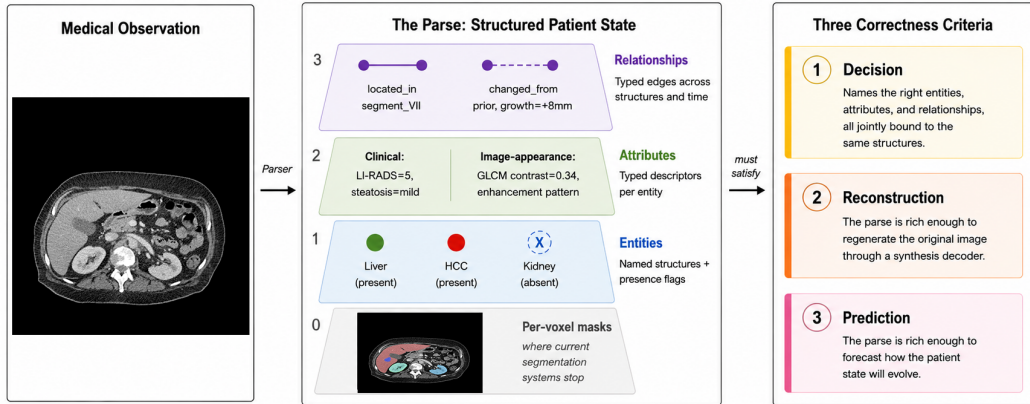 Medical Observation
Parser
The Parse: Structured Patient State
3
located_in
segment_VII
changed_from
prior, growth=+8mm
Relationships
Typed edges across
structures and time
2
Clinical:
LI-RADS=5,
steatosis=mild
Image-appearance:
GLCM contrast=0.34,
enhancement pattern
Attributes
Typed descriptors
per entity
1
Liver
(present)
HCC
(present)
X
Kidney
(absent)
Entities
Named structures +
presence flags
0
Per-voxel masks
where current
segmentation
systems stop
must
satisfy
Three Correctness Criteria
1
Decision
Names the right entities,
attributes, and relationships,
all jointly bound to the
same structures.
2
Reconstruction
The parse is rich enough to
regenerate the original image
through a synthesis decoder.
3
Prediction
The parse is rich enough to
forecast how the patient
state will evolve.